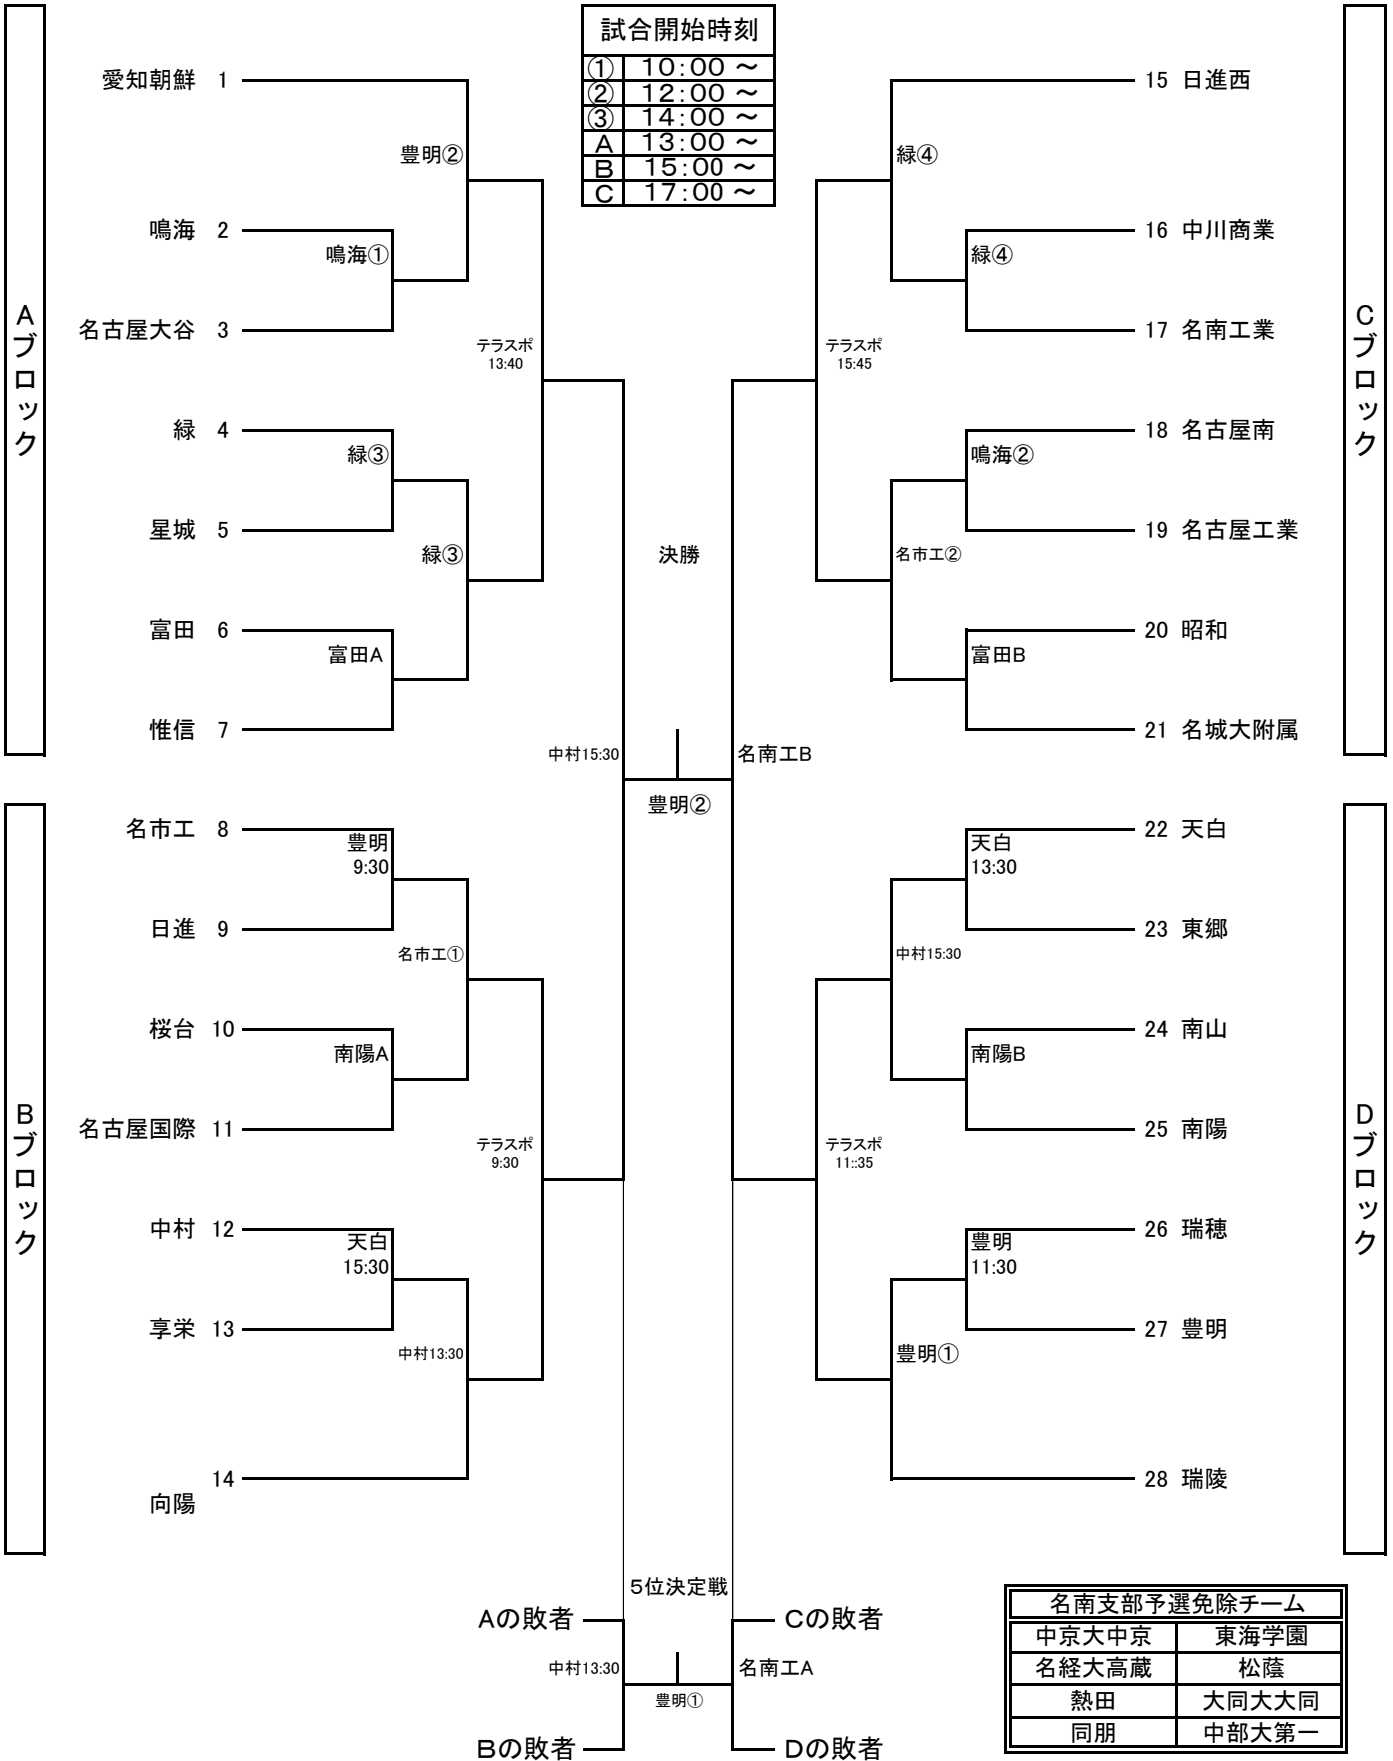 試合開始時刻
① 10:00 ～
② 12:00 ～
③ 14:00 ～
A 13:00 ～
B 15:00 ～
C 17:00 ～
Aブロック
愛知朝鮮 1
豊明②
鳴海 2
鳴海①
名古屋大谷 3
テラスポ
13:40
緑 4
緑③
星城 5
緑③
富田 6
富田A
惟信 7
中村15:30
Bブロック
名市工 8
豊明
9:30
日進 9
名市工①
桜台 10
南陽A
名古屋国際 11
テラスポ
9:30
中村 12
天白
15:30
享栄 13
中村13:30
14
向陽
決勝
豊明②
Cブロック
15 日進西
緑④
16 中川商業
緑④
17 名南工業
テラスポ
15:45
18 名古屋南
鳴海②
19 名古屋工業
名市工②
20 昭和
富田B
21 名城大附属
名南工B
Dブロック
22 天白
天白
13:30
23 東郷
中村15:30
24 南山
南陽B
25 南陽
テラスポ
11::35
26 瑞穂
豊明
11:30
27 豊明
豊明①
28 瑞陵
5位決定戦
Aの敗者
Cの敗者
中村13:30
名南工A
豊明①
Bの敗者
Dの敗者
名南支部予選免除チーム
中京大中京 東海学園
名経大高蔵 松蔭
熱田 大同大大同
同朋 中部大第一